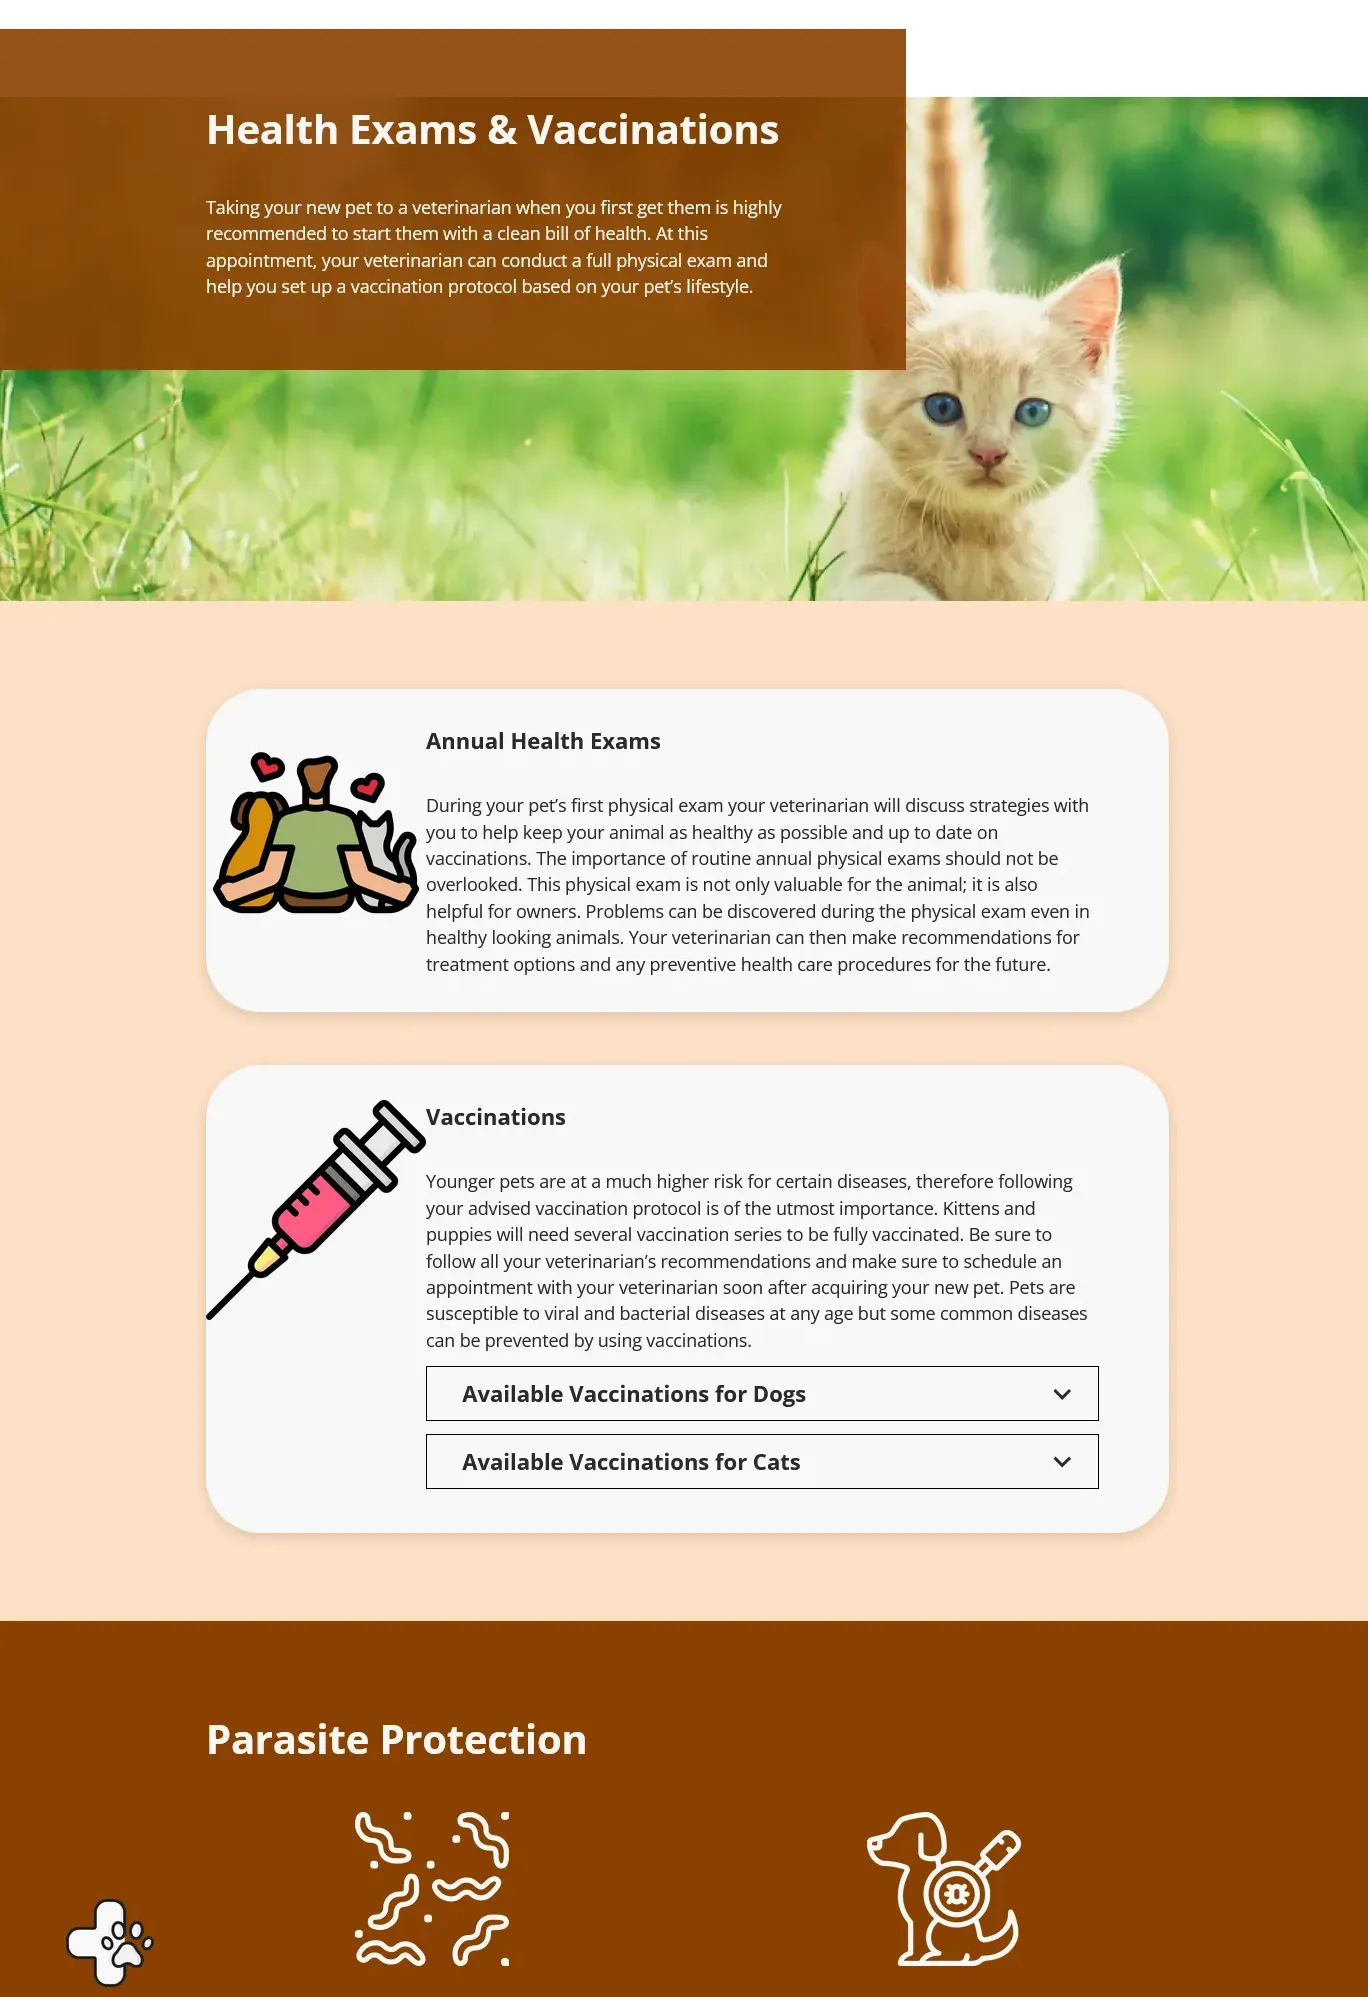 Health Exams & Vaccinations
Taking your new pet to a veterinarian when you first get them is highly
recommended to start them with a clean bill of health. At this
appointment, your veterinarian can conduct a full physical exam and
help you set up a vaccination protocol based on your pet’s lifestyle.
Annual Health Exams
During your pet’s first physical exam your veterinarian will discuss strategies with
you to help keep your animal as healthy as possible and up to date on
vaccinations. The importance of routine annual physical exams should not be
overlooked. This physical exam is not only valuable for the animal; it is also
helpful for owners. Problems can be discovered during the physical exam even in
healthy looking animals. Your veterinarian can then make recommendations for
treatment options and any preventive health care procedures for the future.
Vaccinations
Younger pets are at a much higher risk for certain diseases, therefore following
your advised vaccination protocol is of the utmost importance. Kittens and
puppies will need several vaccination series to be fully vaccinated. Be sure to
follow all your veterinarian’s recommendations and make sure to schedule an
appointment with your veterinarian soon after acquiring your new pet. Pets are
susceptible to viral and bacterial diseases at any age but some common diseases
can be prevented by using vaccinations.
Available Vaccinations for Dogs
Available Vaccinations for Cats
Parasite Protection